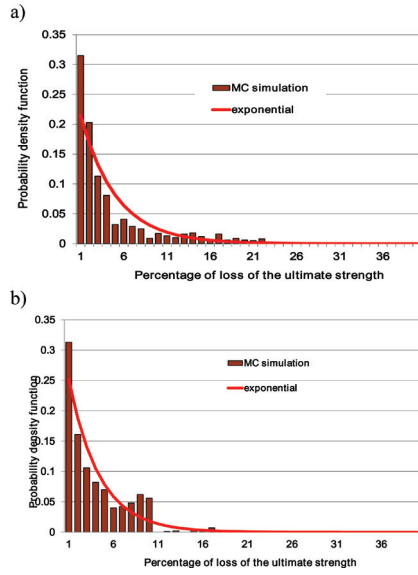 a)
0.35
0.3
0.25
0.2
0.15
0.1
0.05
0
Probability density function
MC simulation
exponential
1 6 11 16 21 26 31 36
Percentage of loss of the ultimate strength
b)
0.35
0.3
0.25
0.2
0.15
0.1
0.05
0
Probability density function
MC simulation
exponential
1 6 11 16 21 26 31 36
Percentage of loss of the ultimate strength